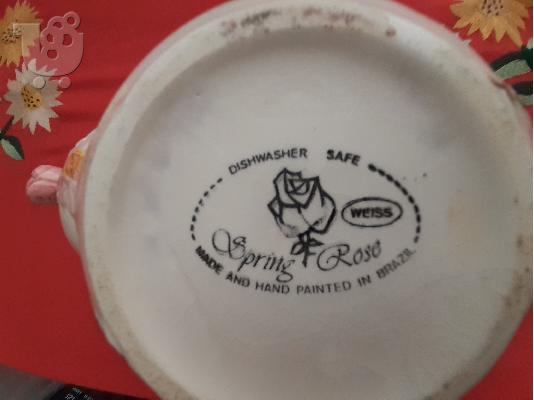 DISHWASHER SAFE
WEISS
Spring Rose
MADE AND HAND PAINTED IN BRAZIL